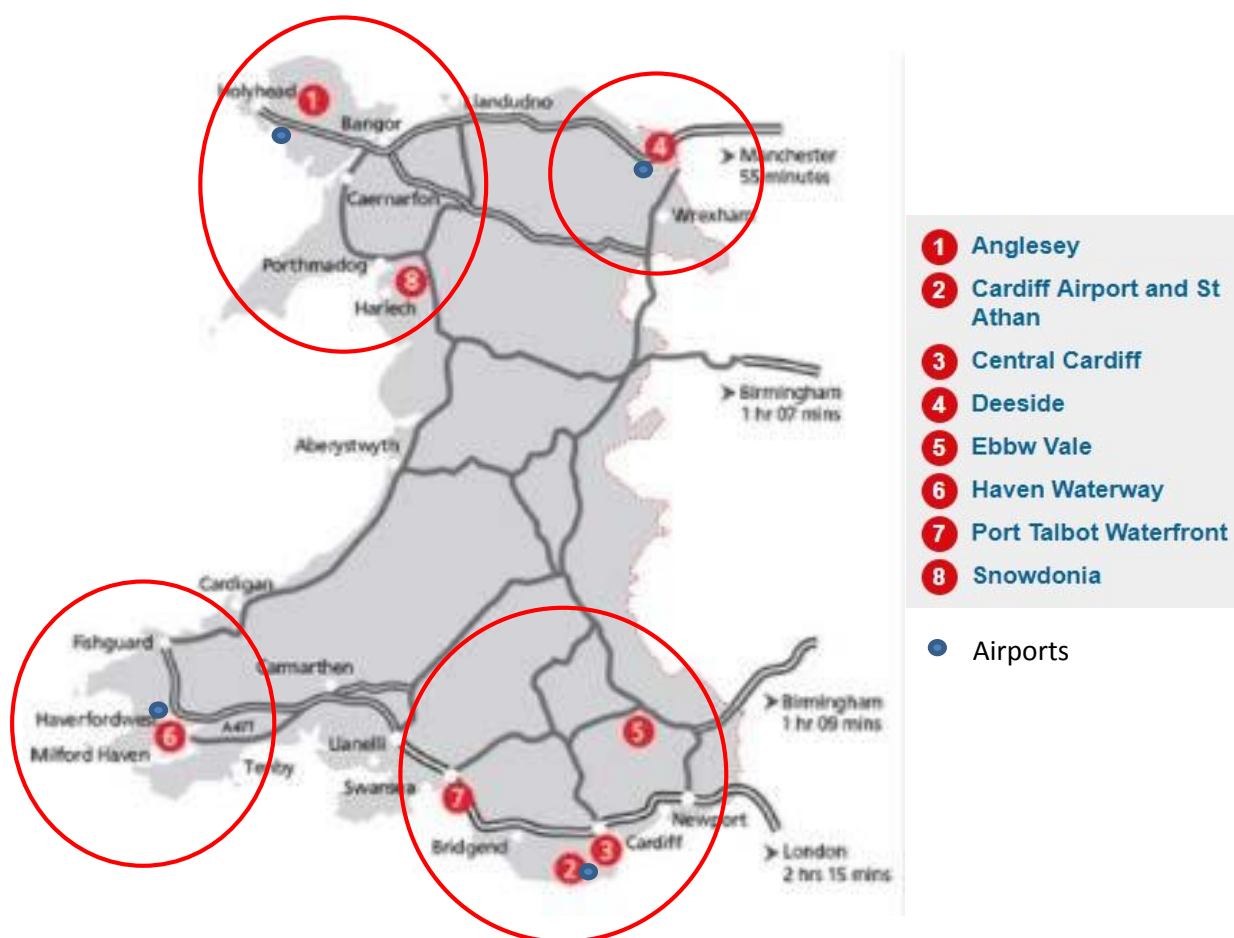 Holyhead
1
Llandudno
Bangor
4
Manchester
55 minutes
Caernarfon
Wrexham
Porthmadog
8
Harlech
Birmingham
1 hr 07 mins
Aberystwyth
Cardigan
Fishguard
Carmarthen
Haverfordwes
A477
6
Milford Haven
Llanelli
Tenby
Swansea
5
Birmingham
1 hr 09 mins
7
Newport
Bridgend
3
Cardiff
2
London
2 hrs 15 mins
1 Anglesey
2 Cardiff Airport and St
Athan
3 Central Cardiff
4 Deeside
5 Ebbw Vale
6 Haven Waterway
7 Port Talbot Waterfront
8 Snowdonia
Airports